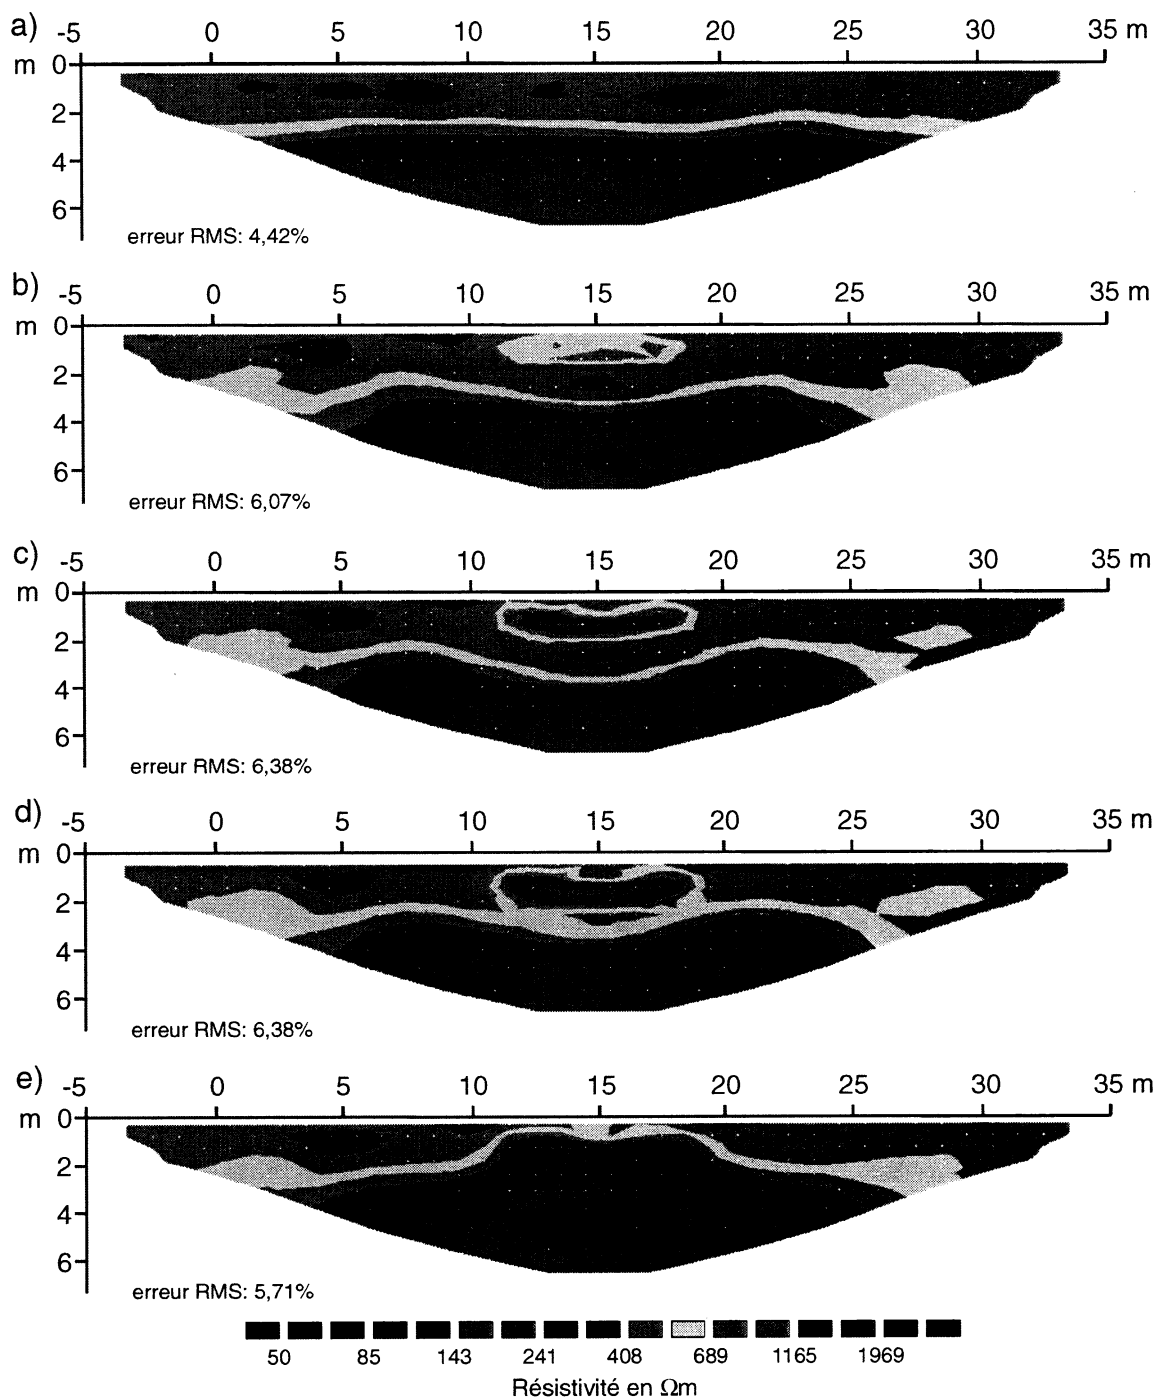 a)
-5 0 5 10 15 20 25 30 35 m
m 0
2
4
6
erreur RMS: 4,42%
b)
-5 0 5 10 15 20 25 30 35 m
m 0
2
4
6
erreur RMS: 6,07%
c)
-5 0 5 10 15 20 25 30 35 m
m 0
2
4
6
erreur RMS: 6,38%
d)
-5 0 5 10 15 20 25 30 35 m
m 0
2
4
6
erreur RMS: 6,38%
e)
-5 0 5 10 15 20 25 30 35 m
m 0
2
4
6
erreur RMS: 5,71%
50 85 143 241 408 689 1165 1969
Résistivité en Ωm